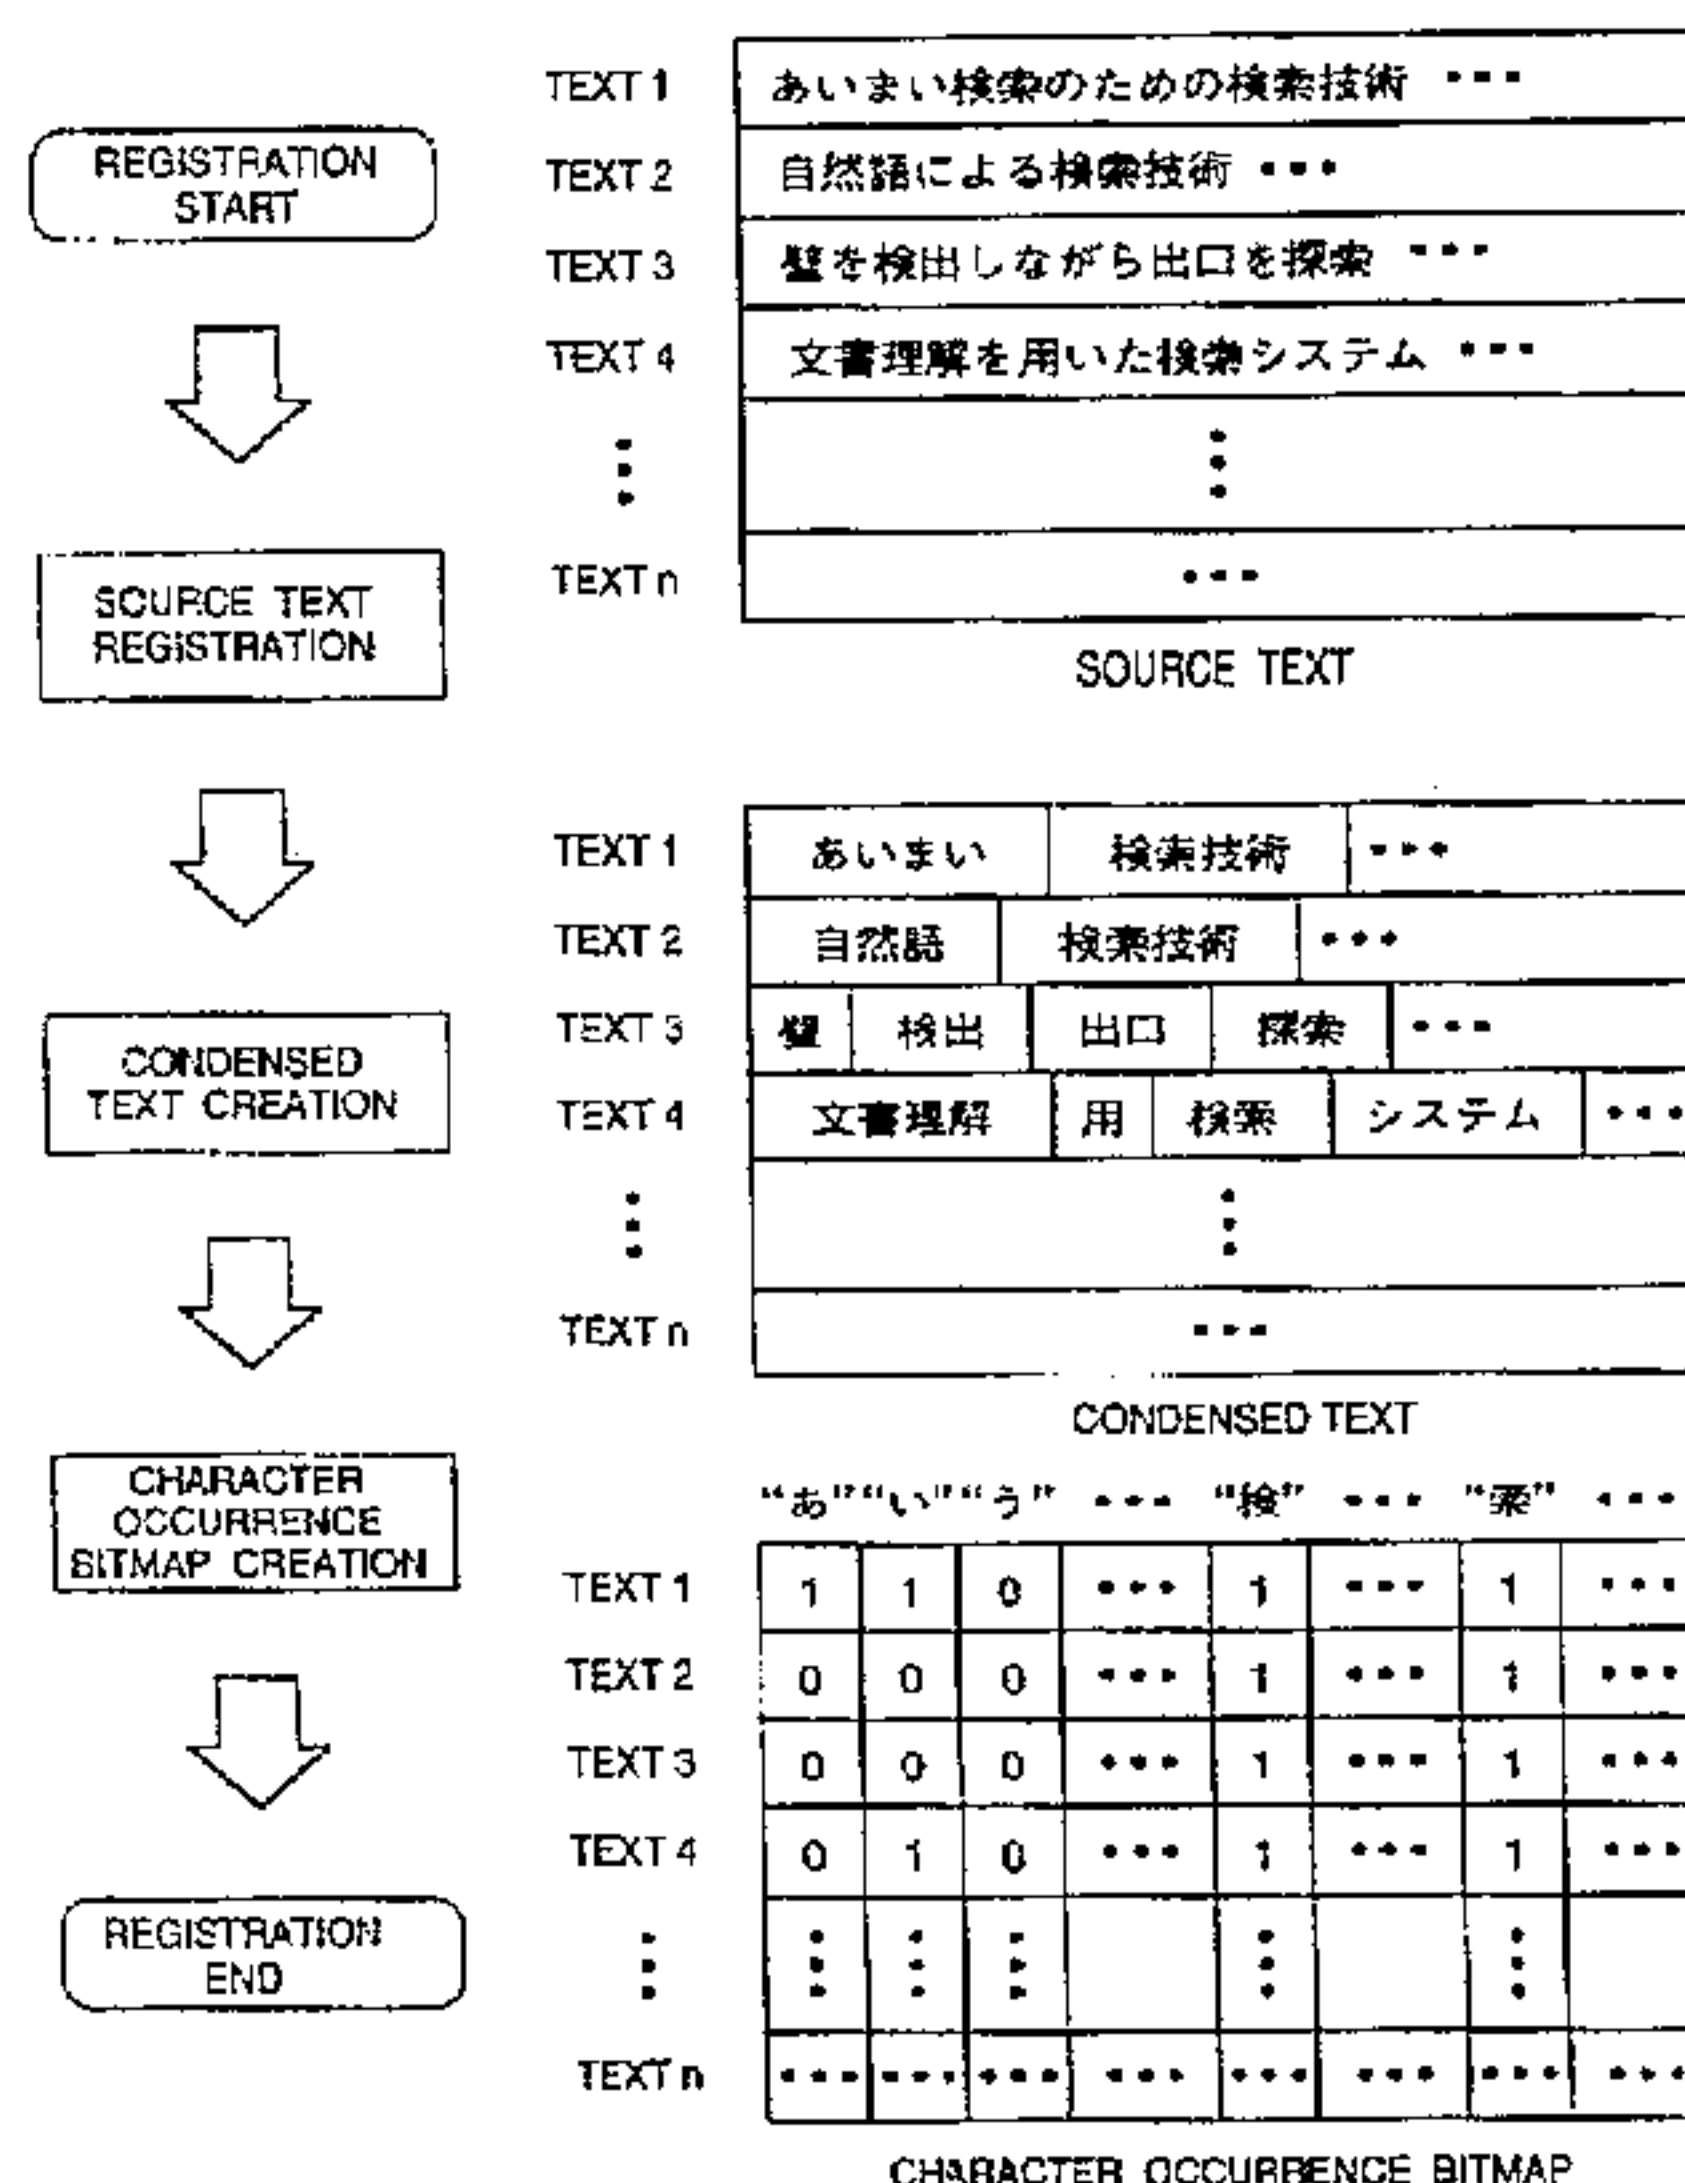 REGISTRATION
START
SOURCE TEXT
REGISTRATION
CONDENSED
TEXT CREATION
CHARACTER
OCCURRENCE
BITMAP CREATION
REGISTRATION
END
TEXT 1 あいまい検索のための検索技術 •••
TEXT 2 自然語による検索技術 •••
TEXT 3 壁を検出しながら出口を探索 •••
TEXT 4 文書理解を用いた検索システム •••
TEXT n •••
SOURCE TEXT
TEXT 1 あいまい 検索技術 •••
TEXT 2 自然語 検索技術 •••
TEXT 3 壁 検出 出口 探索 •••
TEXT 4 文書理解 用 検索 システム •••
TEXT n •••
CONDENSED TEXT
“あ” “い” “う” ••• “検” ••• “索” •••
TEXT 1 1 1 0 ••• 1 ••• 1 •••
TEXT 2 0 0 0 ••• 1 ••• 1 •••
TEXT 3 0 0 0 ••• 1 ••• 1 •••
TEXT 4 0 1 0 ••• 1 ••• 1 •••
TEXT n ••• ••• ••• ••• ••• ••• ••• •••
CHARACTER OCCURRENCE BITMAP